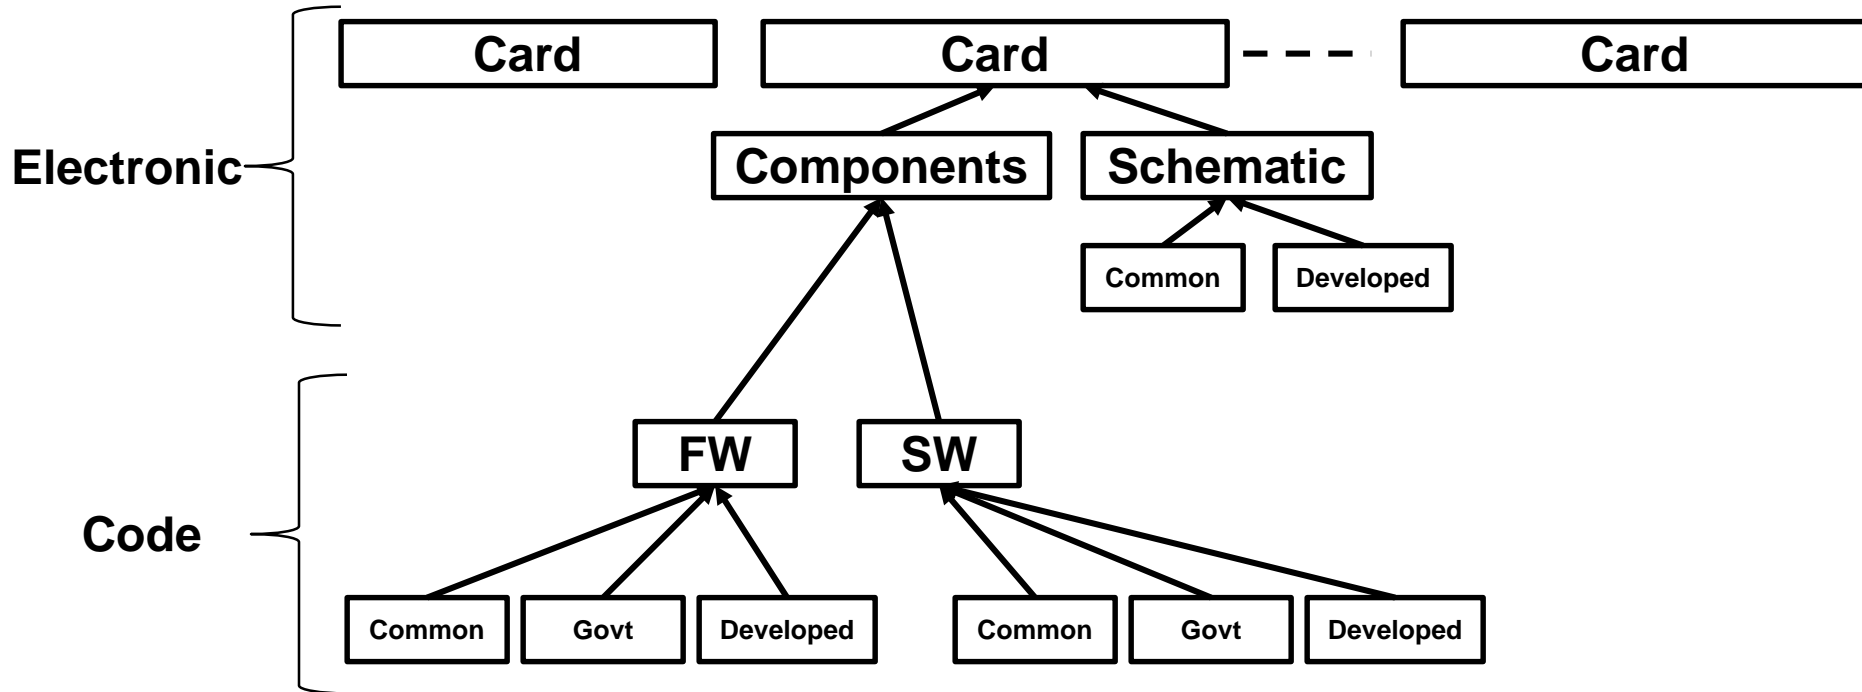 Card
Card
Card
Electronic
Components
Schematic
Common
Developed
FW
SW
Code
Common
Govt
Developed
Common
Govt
Developed